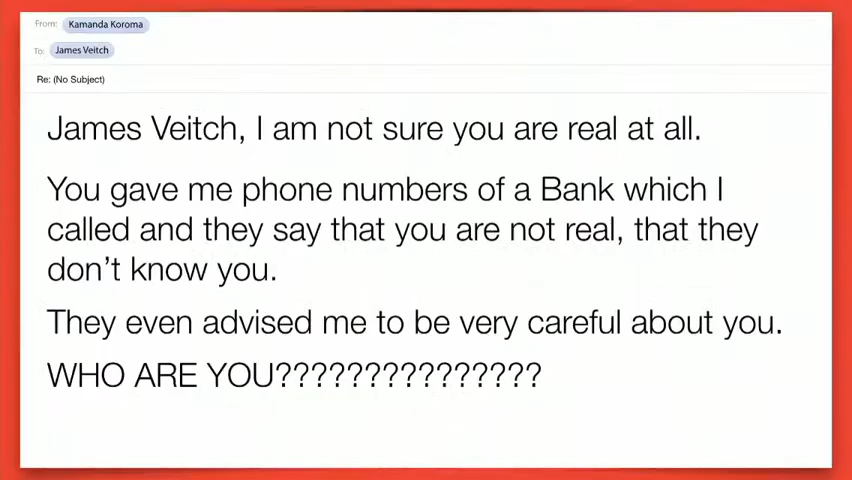 From: Kamanda Koroma
To: James Veitch
Re: (No Subject)
James Veitch, I am not sure you are real at all.
You gave me phone numbers of a Bank which I
called and they say that you are not real, that they
don't know you.
They even advised me to be very careful about you.
WHO ARE YOU???????????????